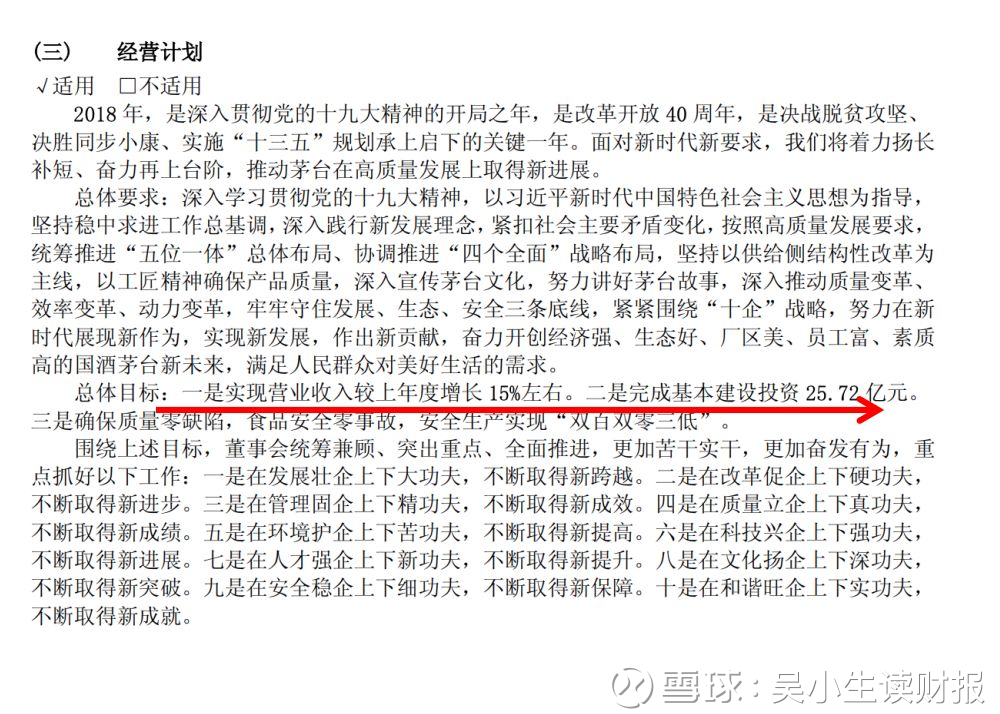 (三) 经营计划
√适用 □不适用
2018 年，是深入贯彻党的十九大精神的开局之年，是改革开放 40 周年，是决战脱贫攻坚、
决胜同步小康、实施“十三五”规划承上启下的关键一年。面对新时代新要求，我们将着力扬长
补短、奋力再上台阶，推动茅台在高质量发展上取得新进展。
总体要求：深入学习贯彻党的十九大精神，以习近平新时代中国特色社会主义思想为指导，
坚持稳中求进工作总基调，深入践行新发展理念，紧扣社会主要矛盾变化，按照高质量发展要求，
统筹推进“五位一体”总体布局、协调推进“四个全面”战略布局，坚持以供给侧结构性改革为
主线，以工匠精神确保产品质量，深入宣传茅台文化，努力讲好茅台故事，深入推动质量变革、
效率变革、动力变革，牢牢守住发展、生态、安全三条底线，紧紧围绕“十企”战略，努力在新
时代展现新作为，实现新发展，作出新贡献，奋力开创经济强、生态好、厂区美、员工富、素质
高的国酒茅台新未来，满足人民群众对美好生活的需求。
总体目标：一是实现营业收入较上年度增长 15%左右。二是完成基本建设投资 25.72 亿元。
三是确保质量零缺陷，食品安全零事故，安全生产实现“双百双零三低”。
围绕上述目标，董事会统筹兼顾、突出重点、全面推进，更加苦干实干，更加奋发有为，重
点抓好以下工作：一是在发展壮企上下大功夫，不断取得新跨越。二是在改革促企上下硬功夫，
不断取得新进步。三是在管理固企上下精功夫，不断取得新成效。四是在质量立企上下真功夫，
不断取得新成绩。五是在环境护企上下苦功夫，不断取得新提高。六是在科技兴企上下强功夫，
不断取得新进展。七是在人才强企上下新功夫，不断取得新提升。八是在文化扬企上下深功夫，
不断取得新突破。九是在安全稳企上下细功夫，不断取得新保障。十是在和谐旺企上下实功夫，
不断取得新成就。
雪球：吴小生读财报